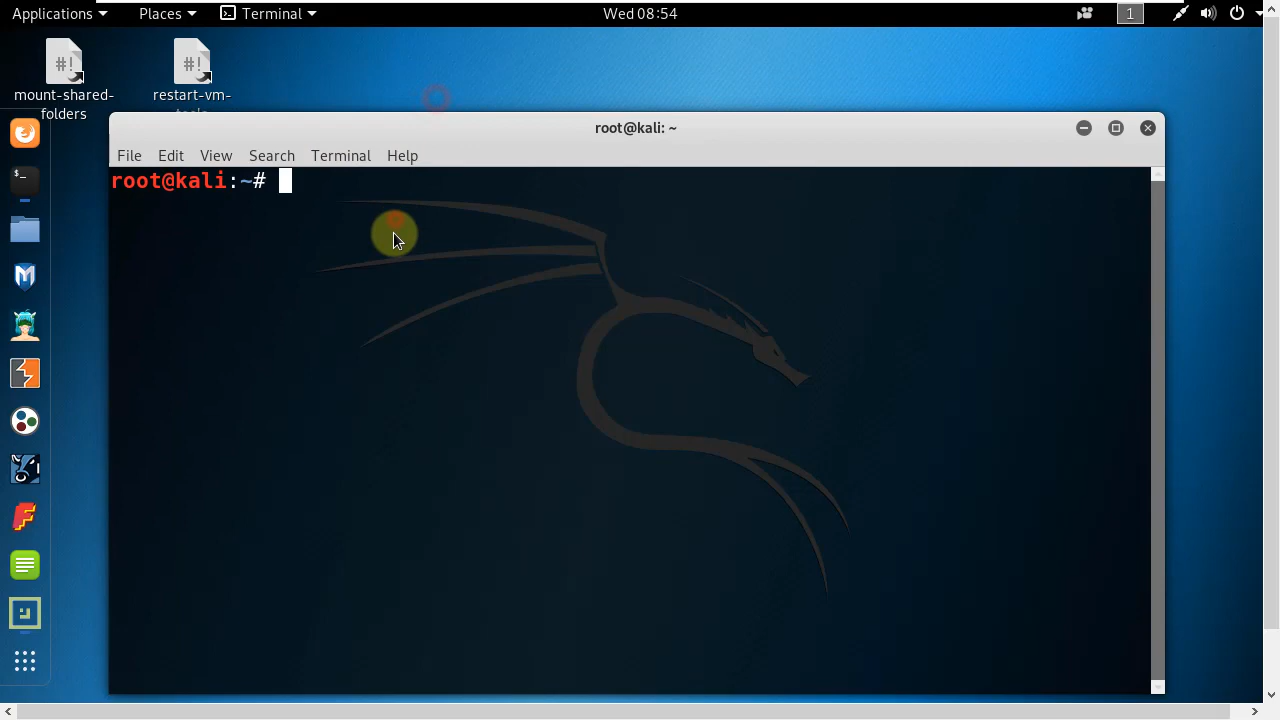 Applications Places Terminal Wed 08:54 1
#! #!
mount-shared-folders restart-vm-tools
root@kali: ~
File Edit View Search Terminal Help
root@kali:~#
$_